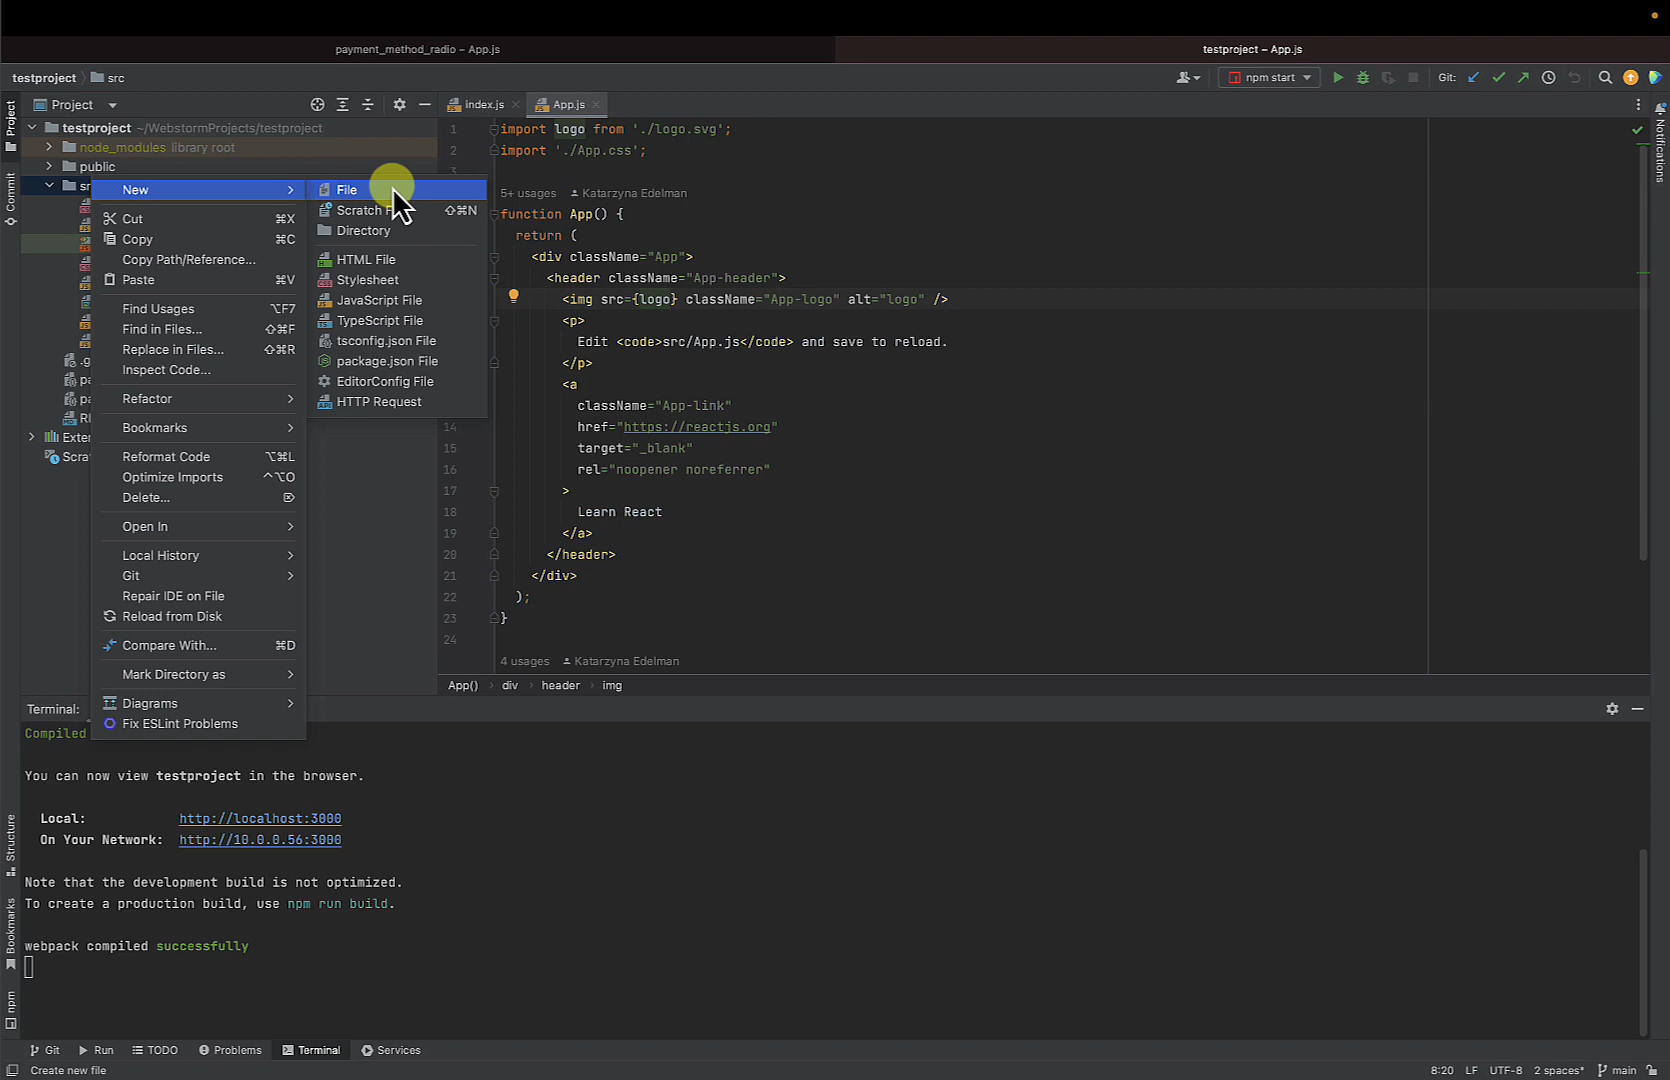 payment_method_radio – App.js
testproject – App.js
testproject
src
npm start
Git:
Project
index.js
App.js
Project
Commit
Notifications
testproject ~/WebstormProjects/testproject
node_modules library root
public
New
Cut ⌘X
Copy ⌘C
Copy Path/Reference...
Paste ⌘V
Find Usages ⌥F7
Find in Files... ⇧⌘F
Replace in Files... ⇧⌘R
Inspect Code...
Refactor
Bookmarks
Reformat Code ⌥⌘L
Optimize Imports ^⌥O
Delete... ⌦
Open In
Local History
Git
Repair IDE on File
Reload from Disk
Compare With... ⌘D
Mark Directory as
Diagrams
Fix ESLint Problems
File
Scratch ⇧⌘N
Directory
HTML File
Stylesheet
JavaScript File
TypeScript File
tsconfig.json File
package.json File
EditorConfig File
HTTP Request
1 import logo from './logo.svg';
2 import './App.css';
3
5+ usages Katarzyna Edelman
function App() {
return (
<div className="App">
<header className="App-header">
<img src={logo} className="App-logo" alt="logo" />
<p>
Edit <code>src/App.js</code> and save to reload.
</p>
<a
className="App-link"
14 href="https://reactjs.org"
15 target="_blank"
16 rel="noopener noreferrer"
17 >
18 Learn React
19 </a>
20 </header>
21 </div>
22 );
23 }
24
4 usages Katarzyna Edelman
App() div header img
Terminal:
Compiled
You can now view testproject in the browser.
Local: http://localhost:3000
On Your Network: http://10.0.0.56:3000
Note that the development build is not optimized.
To create a production build, use npm run build.
webpack compiled successfully
Structure
Bookmarks
npm
Git
Run
TODO
Problems
Terminal
Services
Create new file
8:20 LF UTF-8 2 spaces* main